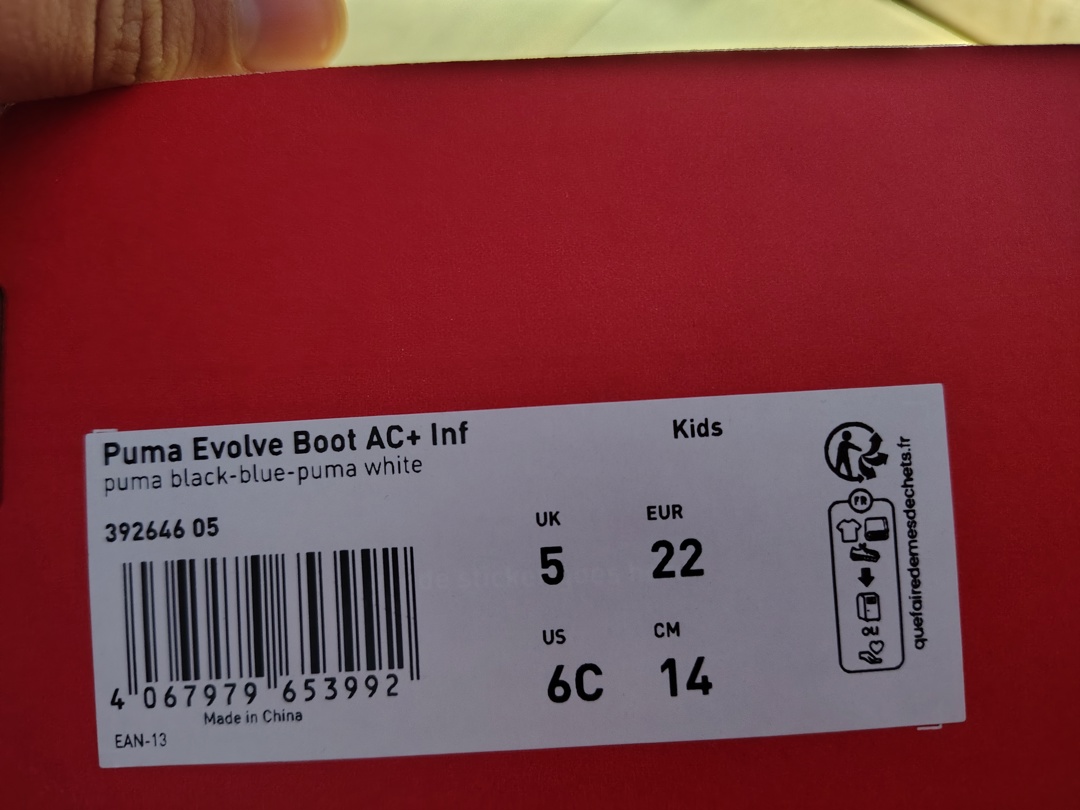 Puma Evolve Boot AC+ Inf
puma black-blue-puma white
Kids
392646 05
UK
5
EUR
22
US
6C
CM
14
4 067979 653992
Made in China
EAN-13
FR
quefairedemesdechets.fr